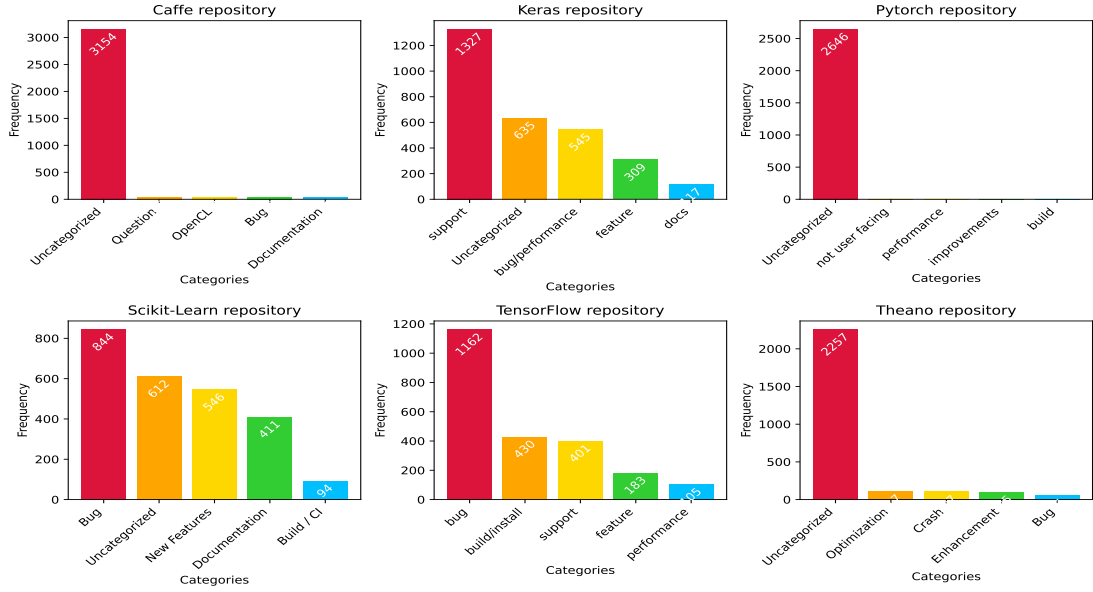 Caffe repository
3000
2500
2000
1500
1000
500
0
Frequency
3154
Uncategorized
Question
OpenCL
Bug
Documentation
Categories
Keras repository
1200
1000
800
600
400
200
0
Frequency
1327
635
545
309
support
Uncategorized
bug/performance
feature
docs
Categories
Pytorch repository
2500
2000
1500
1000
500
0
Frequency
2646
Uncategorized
not user facing
performance
improvements
build
Categories
Scikit-Learn repository
800
600
400
200
0
Frequency
844
612
546
411
94
Bug
Uncategorized
New Features
Documentation
Build / CI
Categories
TensorFlow repository
1200
1000
800
600
400
200
0
Frequency
1162
430
401
183
bug
build/install
support
feature
performance
Categories
Theano repository
2000
1500
1000
500
0
Frequency
2257
Uncategorized
Optimization
Crash
Enhancement
Bug
Categories